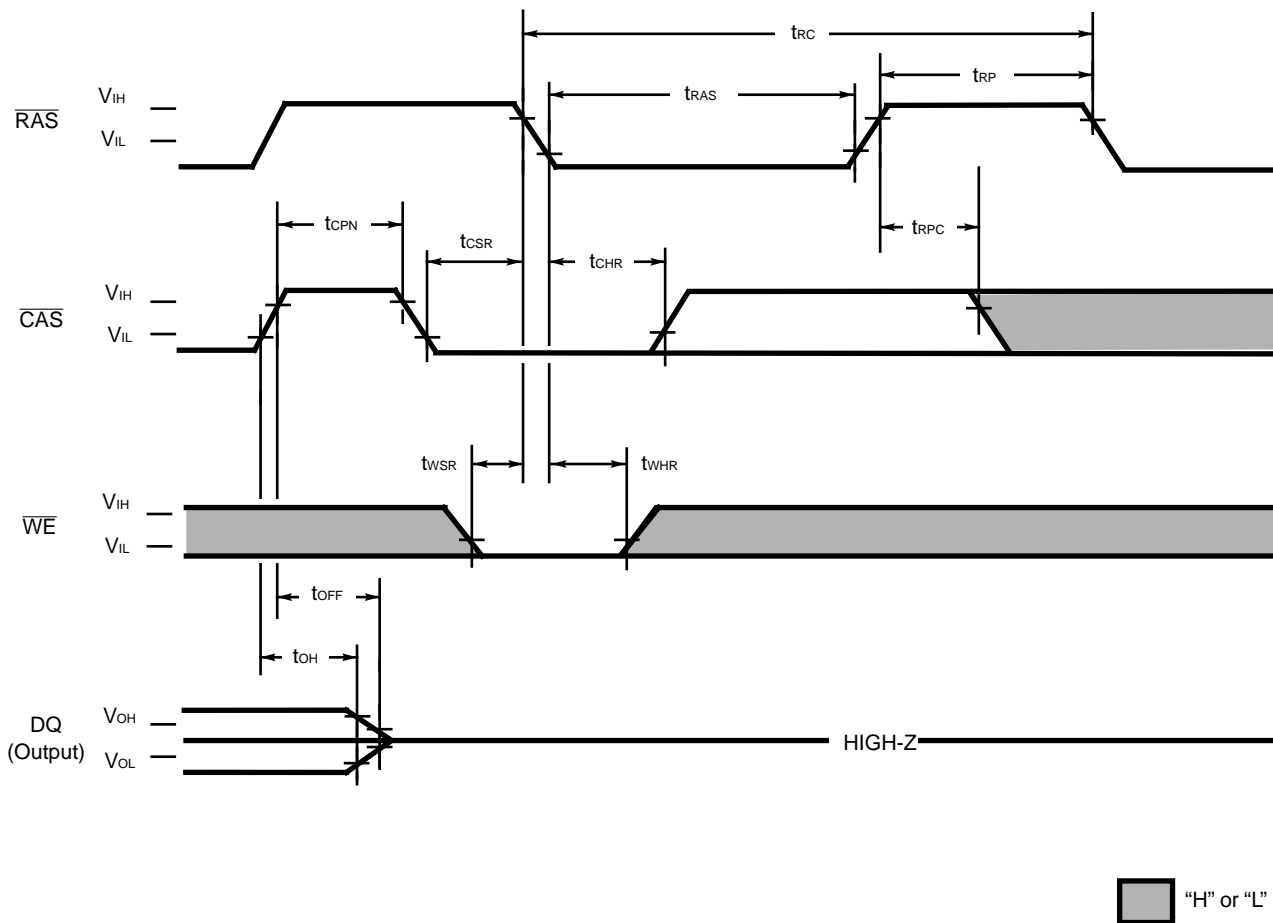 tRC
tRP
tRAS
VIH
RAS
VIL
tCPN
tCSR
tCHR
tRPC
VIH
CAS
VIL
tWSR
tWHR
VIH
WE
VIL
tOFF
tOH
VOH
DQ
(Output)
VOL
HIGH-Z
“H” or “L”